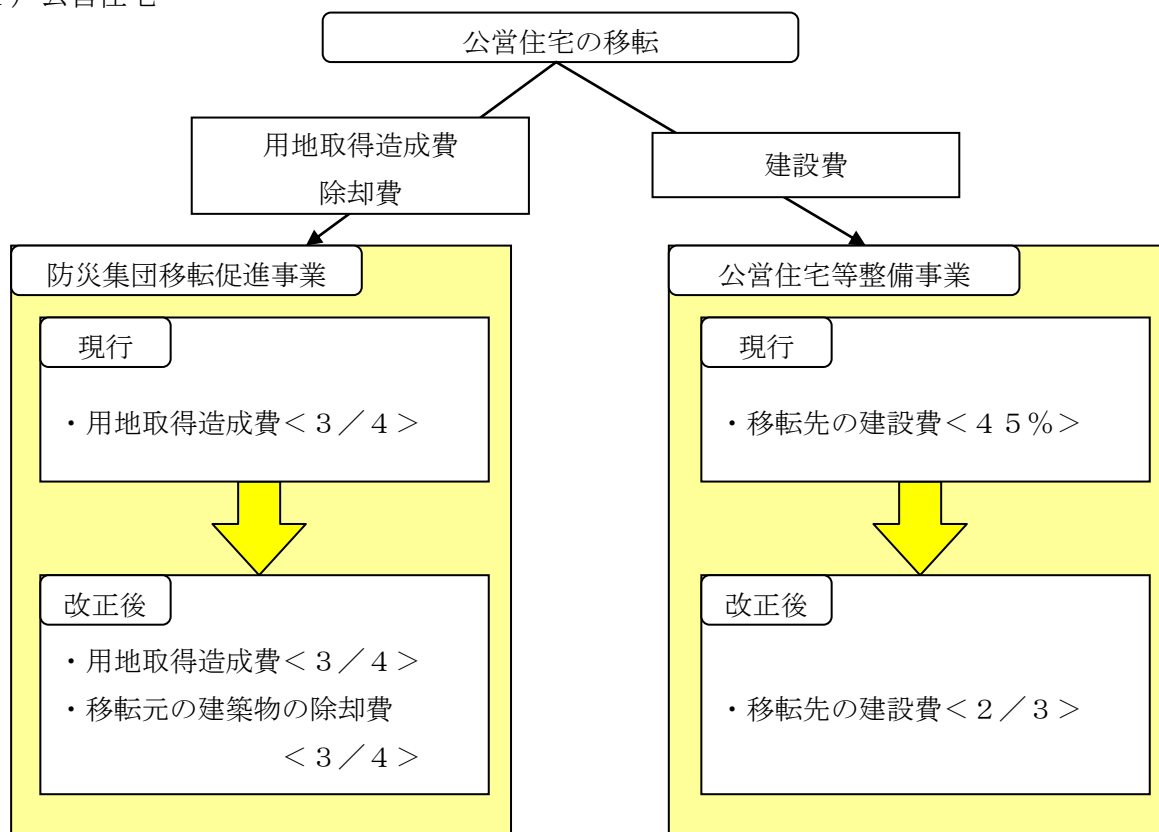 公営住宅
公営住宅の移転
用地取得造成費
除却費
建設費
防災集団移転促進事業
現行
・用地取得造成費＜３／４＞
改正後
・用地取得造成費＜３／４＞
・移転元の建築物の除却費
＜３／４＞
公営住宅等整備事業
現行
・移転先の建設費＜４５％＞
改正後
・移転先の建設費＜２／３＞